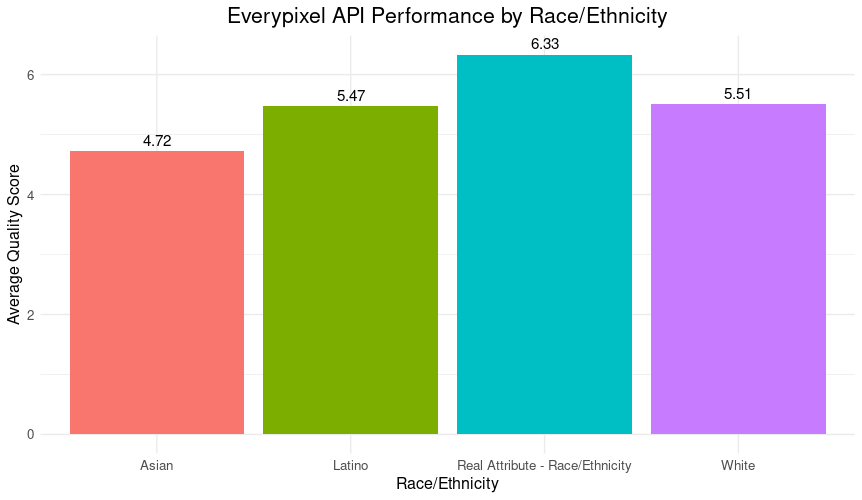 Everypixel API Performance by Race/Ethnicity
Average Quality Score
6
4
2
0
4.72
5.47
6.33
5.51
Asian
Latino
Real Attribute - Race/Ethnicity
White
Race/Ethnicity